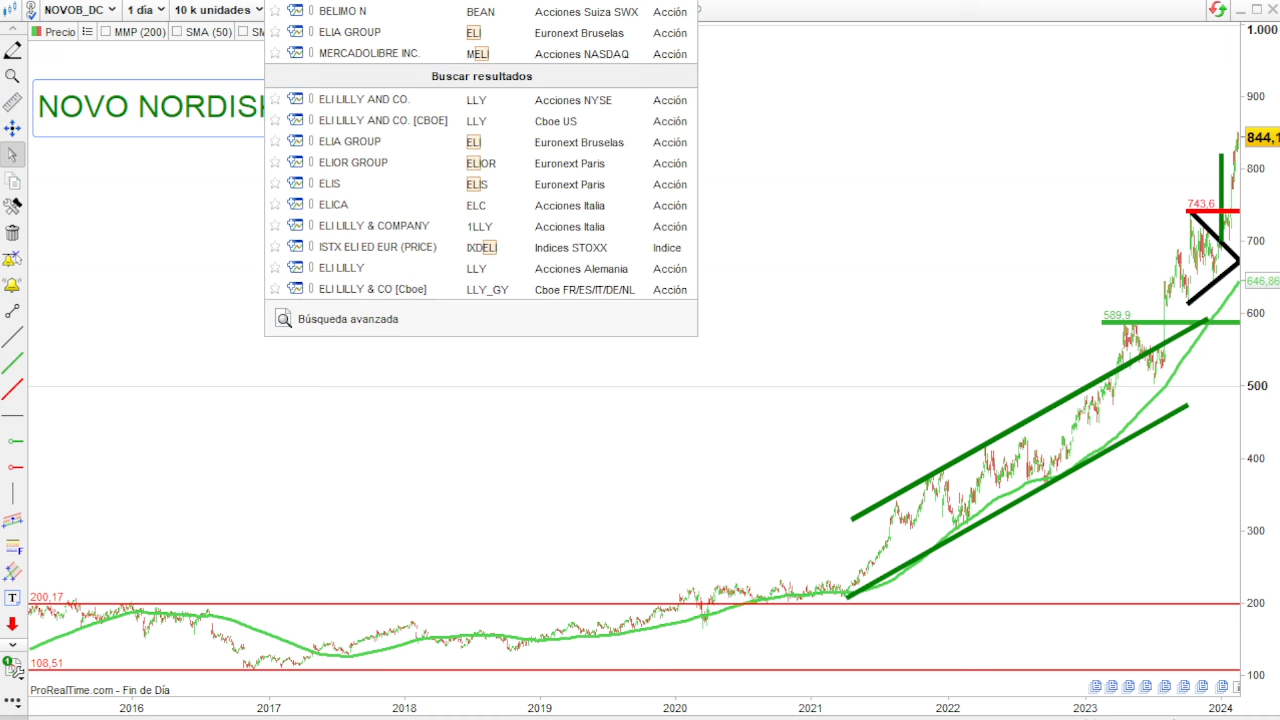 NOVOB_DC 1 día 10 k unidades
Precio MMP (200) SMA (50) SM
NOVO NORDISK
BELIMO N BEAN Acciones Suiza SWX Acción
ELIA GROUP ELI Euronext Bruselas Acción
MERCADOLIBRE INC. MELI Acciones NASDAQ Acción
Buscar resultados
ELI LILLY AND CO. LLY Acciones NYSE Acción
ELI LILLY AND CO. [CBOE] LLY Cboe US Acción
ELIA GROUP ELI Euronext Bruselas Acción
ELIOR GROUP ELIOR Euronext Paris Acción
ELIS ELIS Euronext Paris Acción
ELICA ELC Acciones Italia Acción
ELI LILLY & COMPANY 1LLY Acciones Italia Acción
ISTX ELI ED EUR (PRICE) IXDELI Indices STOXX Indice
ELI LILLY LLY Acciones Alemania Acción
ELI LILLY & CO [Cboe] LLY_GY Cboe FR/ES/IT/DE/NL Acción
Búsqueda avanzada
1.000
900
844,1
800
743,6
700
646,86
600
589,9
500
400
300
200,17
200
108,51
100
ProRealTime.com - Fin de Día
2016 2017 2018 2019 2020 2021 2022 2023 2024